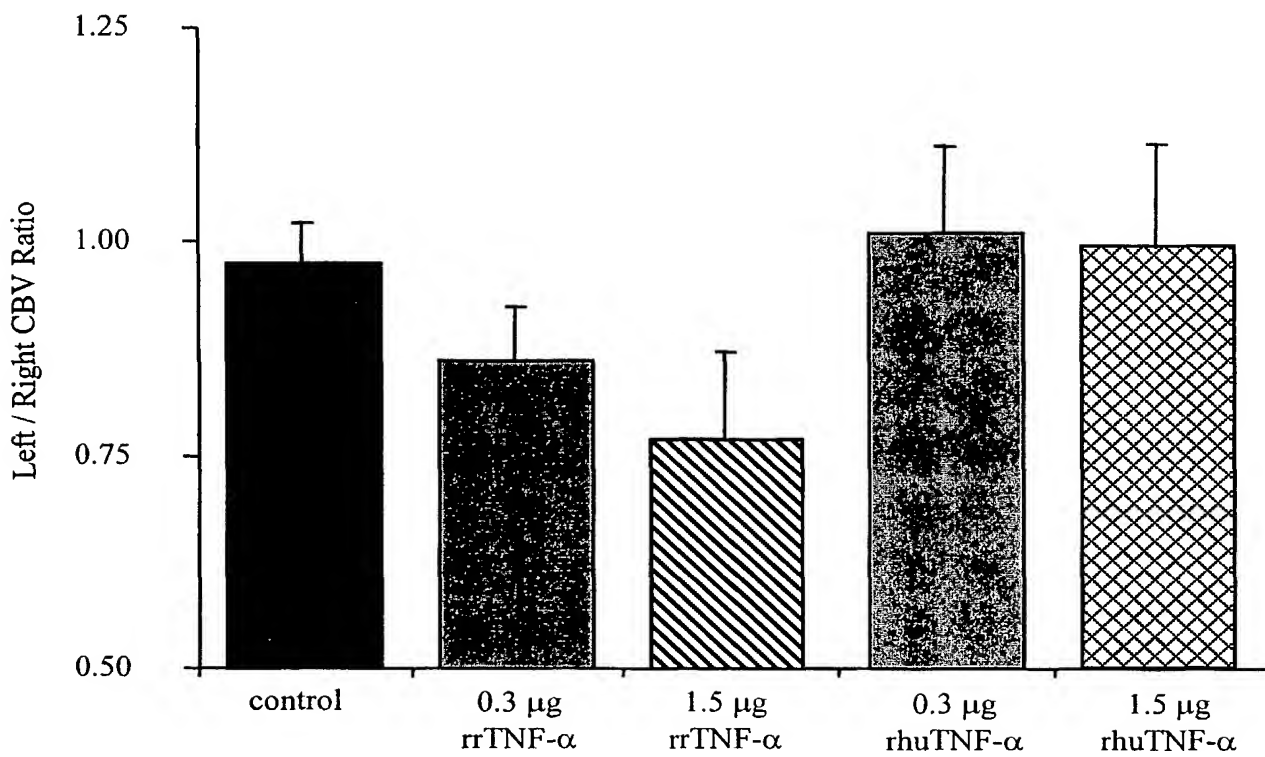 1.25
1.00
0.75
0.50
Left / Right CBV Ratio
control
0.3 μg
rrTNF-α
1.5 μg
rrTNF-α
0.3 μg
rhuTNF-α
1.5 μg
rhuTNF-α